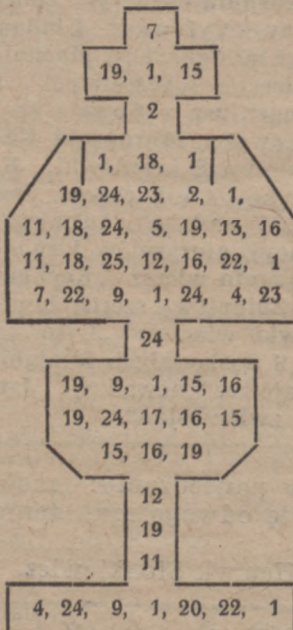 7
19, 1, 15
2
1, 18, 1
19, 24, 23, 2, 1,
11, 18, 24, 5, 19, 13, 16
11, 18, 25, 12, 16, 22, 1
7, 22, 9, 1, 24, 4, 23
24
19, 9, 1, 15, 16
19, 24, 17, 16, 15
15, 16, 19
12
19
11
4, 24, 9, 1, 20, 22, 1